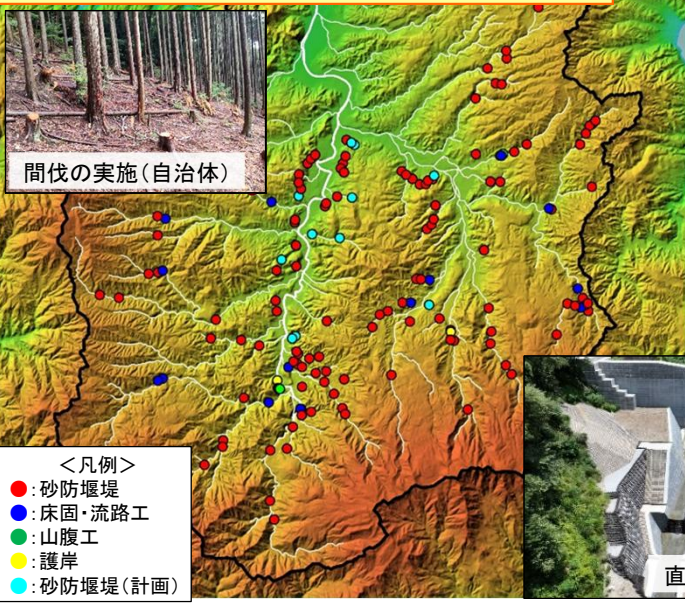 間伐の実施(自治体)
<凡例>
●:砂防堰堤
●:床固・流路工
●:山腹工
●:護岸
●:砂防堰堤(計画)
直